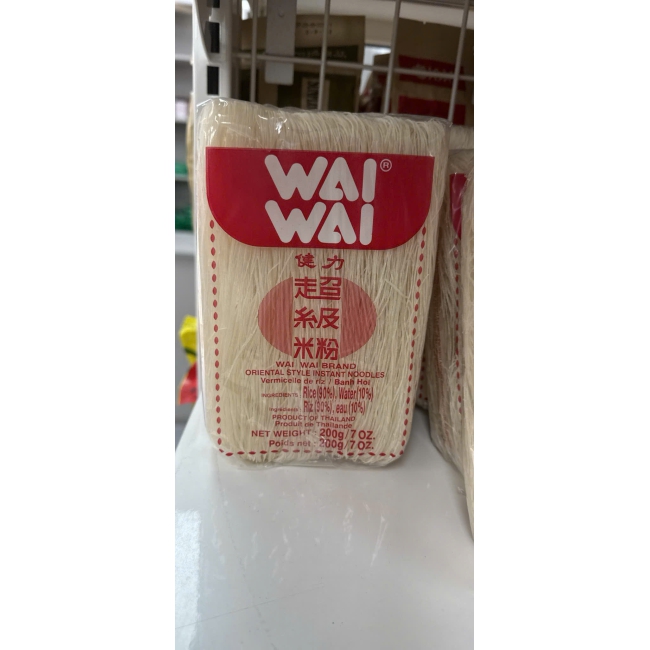 WAI®
WAI
健力
超
級
米粉
WAI WAI BRAND
ORIENTAL STYLE INSTANT NOODLES
Vermicelle de riz / Banh Hoi
INGREDIENTS: Rice(90%), Water(10%)
Ingrédients: Riz (90%), eau (10%)
PRODUCT OF THAILAND
Produit de Thailande
NET WEIGHT: 200g/7 OZ.
Poids net: 200g/7 OZ.